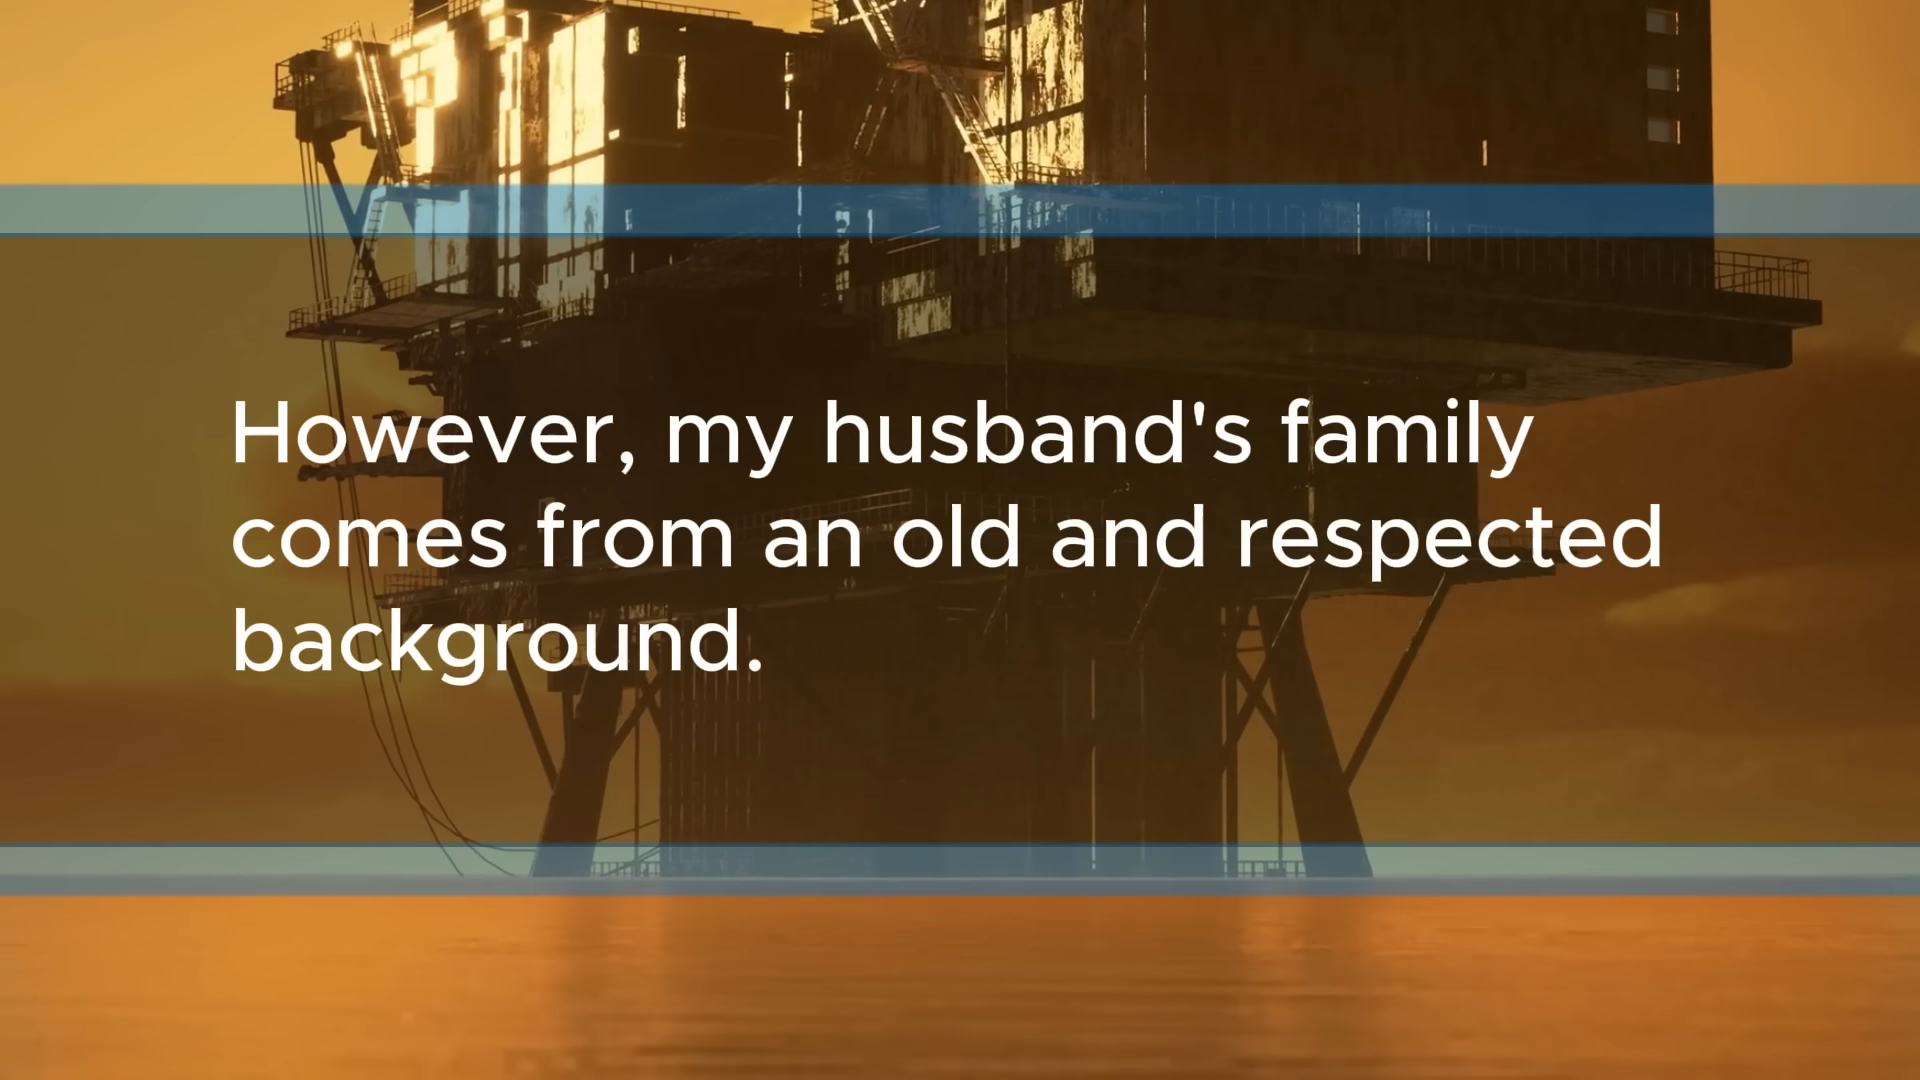 However, my husband's family
comes from an old and respected
background.